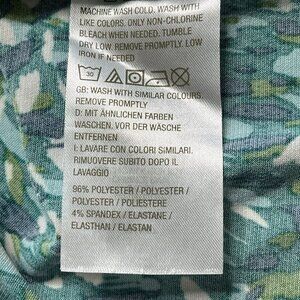 MACHINE WASH COLD. WASH WITH
LIKE COLORS. ONLY NON-CHLORINE
BLEACH WHEN NEEDED. TUMBLE
DRY LOW. REMOVE PROMPTLY. LOW
IRON IF NEEDED
30
GB: WASH WITH SIMILAR COLOURS.
REMOVE PROMPTLY
D: MIT ÄHNLICHEN FARBEN
WASCHEN. VOR DER WÄSCHE
ENTFERNEN
I: LAVARE CON COLORI SIMILARI.
RIMUOVERE SUBITO DOPO IL
LAVAGGIO
96% POLYESTER / POLYESTER /
POLYESTER / POLIESTERE
4% SPANDEX / ELASTANE /
ELASTHAN / ELASTAN